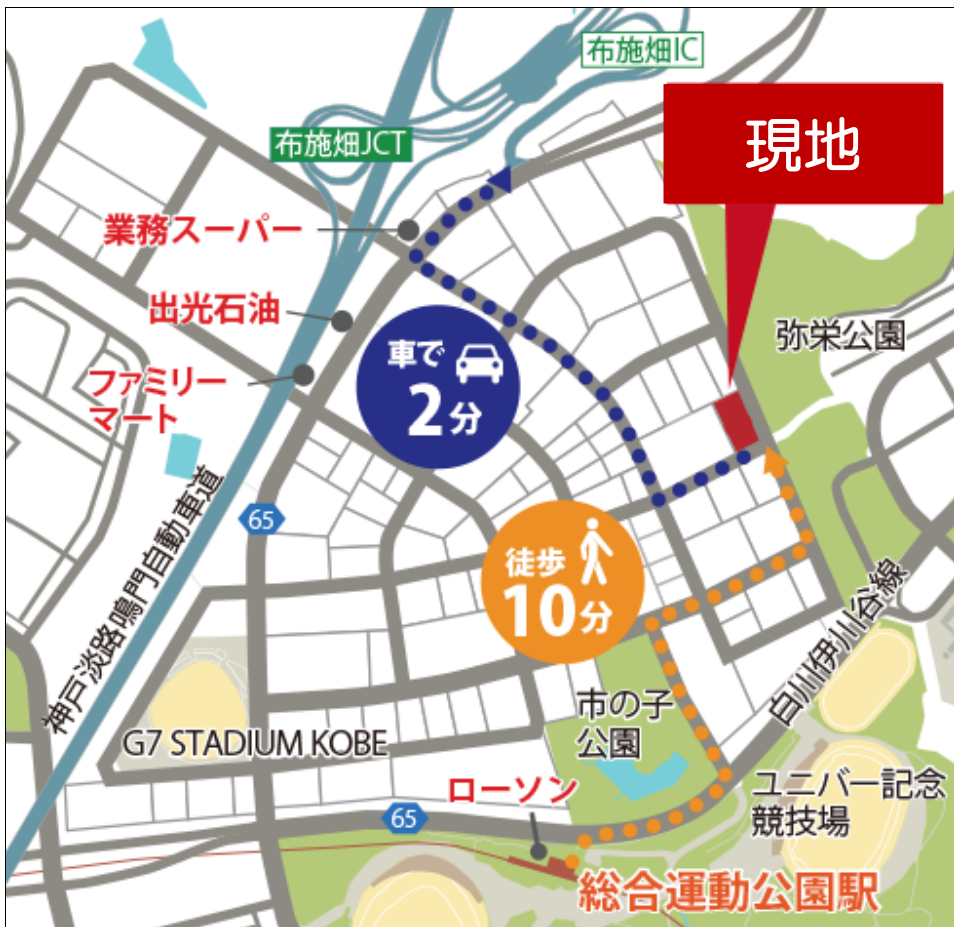 布施畑IC
現地
布施畑JCT
業務スーパー
出光石油
ファミリー
マート
車で
2分
弥栄公園
65
神戸淡路鳴門自動車道
徒歩
10分
白川伊川谷線
市の子
公園
G7 STADIUM KOBE
ローソン
ユニバー記念
競技場
65
総合運動公園駅